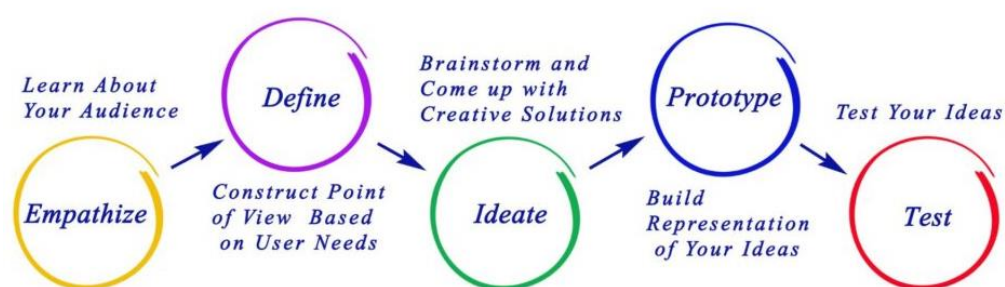 Learn About
Your Audience
Empathize
Define
Construct Point
of View Based
on User Needs
Brainstorm and
Come up with
Creative Solutions
Ideate
Prototype
Build
Representation
of Your Ideas
Test Your Ideas
Test